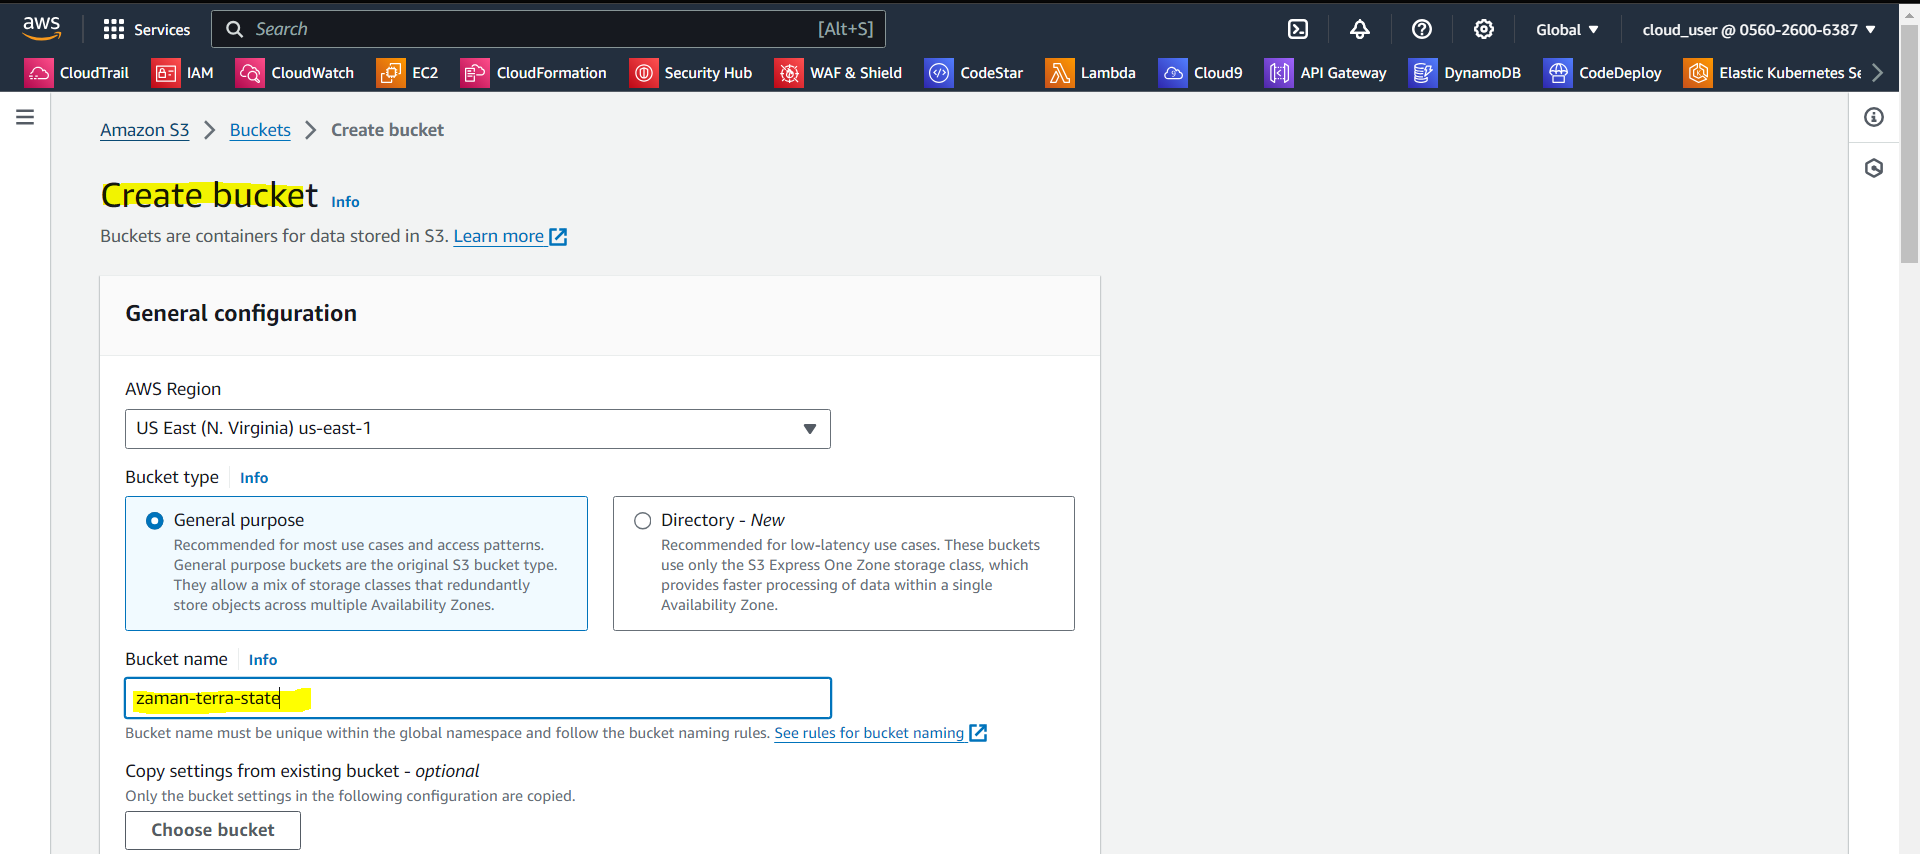 aws Services Search [Alt+S] Global cloud_user @ 0560-2600-6387
CloudTrail IAM CloudWatch EC2 CloudFormation Security Hub WAF & Shield CodeStar Lambda Cloud9 API Gateway DynamoDB CodeDeploy Elastic Kubernetes Se
Amazon S3 Buckets Create bucket
Create bucket Info
Buckets are containers for data stored in S3. Learn more
General configuration
AWS Region
US East (N. Virginia) us-east-1
Bucket type Info
General purpose
Recommended for most use cases and access patterns.
General purpose buckets are the original S3 bucket type.
They allow a mix of storage classes that redundantly
store objects across multiple Availability Zones.
Directory - New
Recommended for low-latency use cases. These buckets
use only the S3 Express One Zone storage class, which
provides faster processing of data within a single
Availability Zone.
Bucket name Info
zaman-terra-state
Bucket name must be unique within the global namespace and follow the bucket naming rules. See rules for bucket naming
Copy settings from existing bucket - optional
Only the bucket settings in the following configuration are copied.
Choose bucket